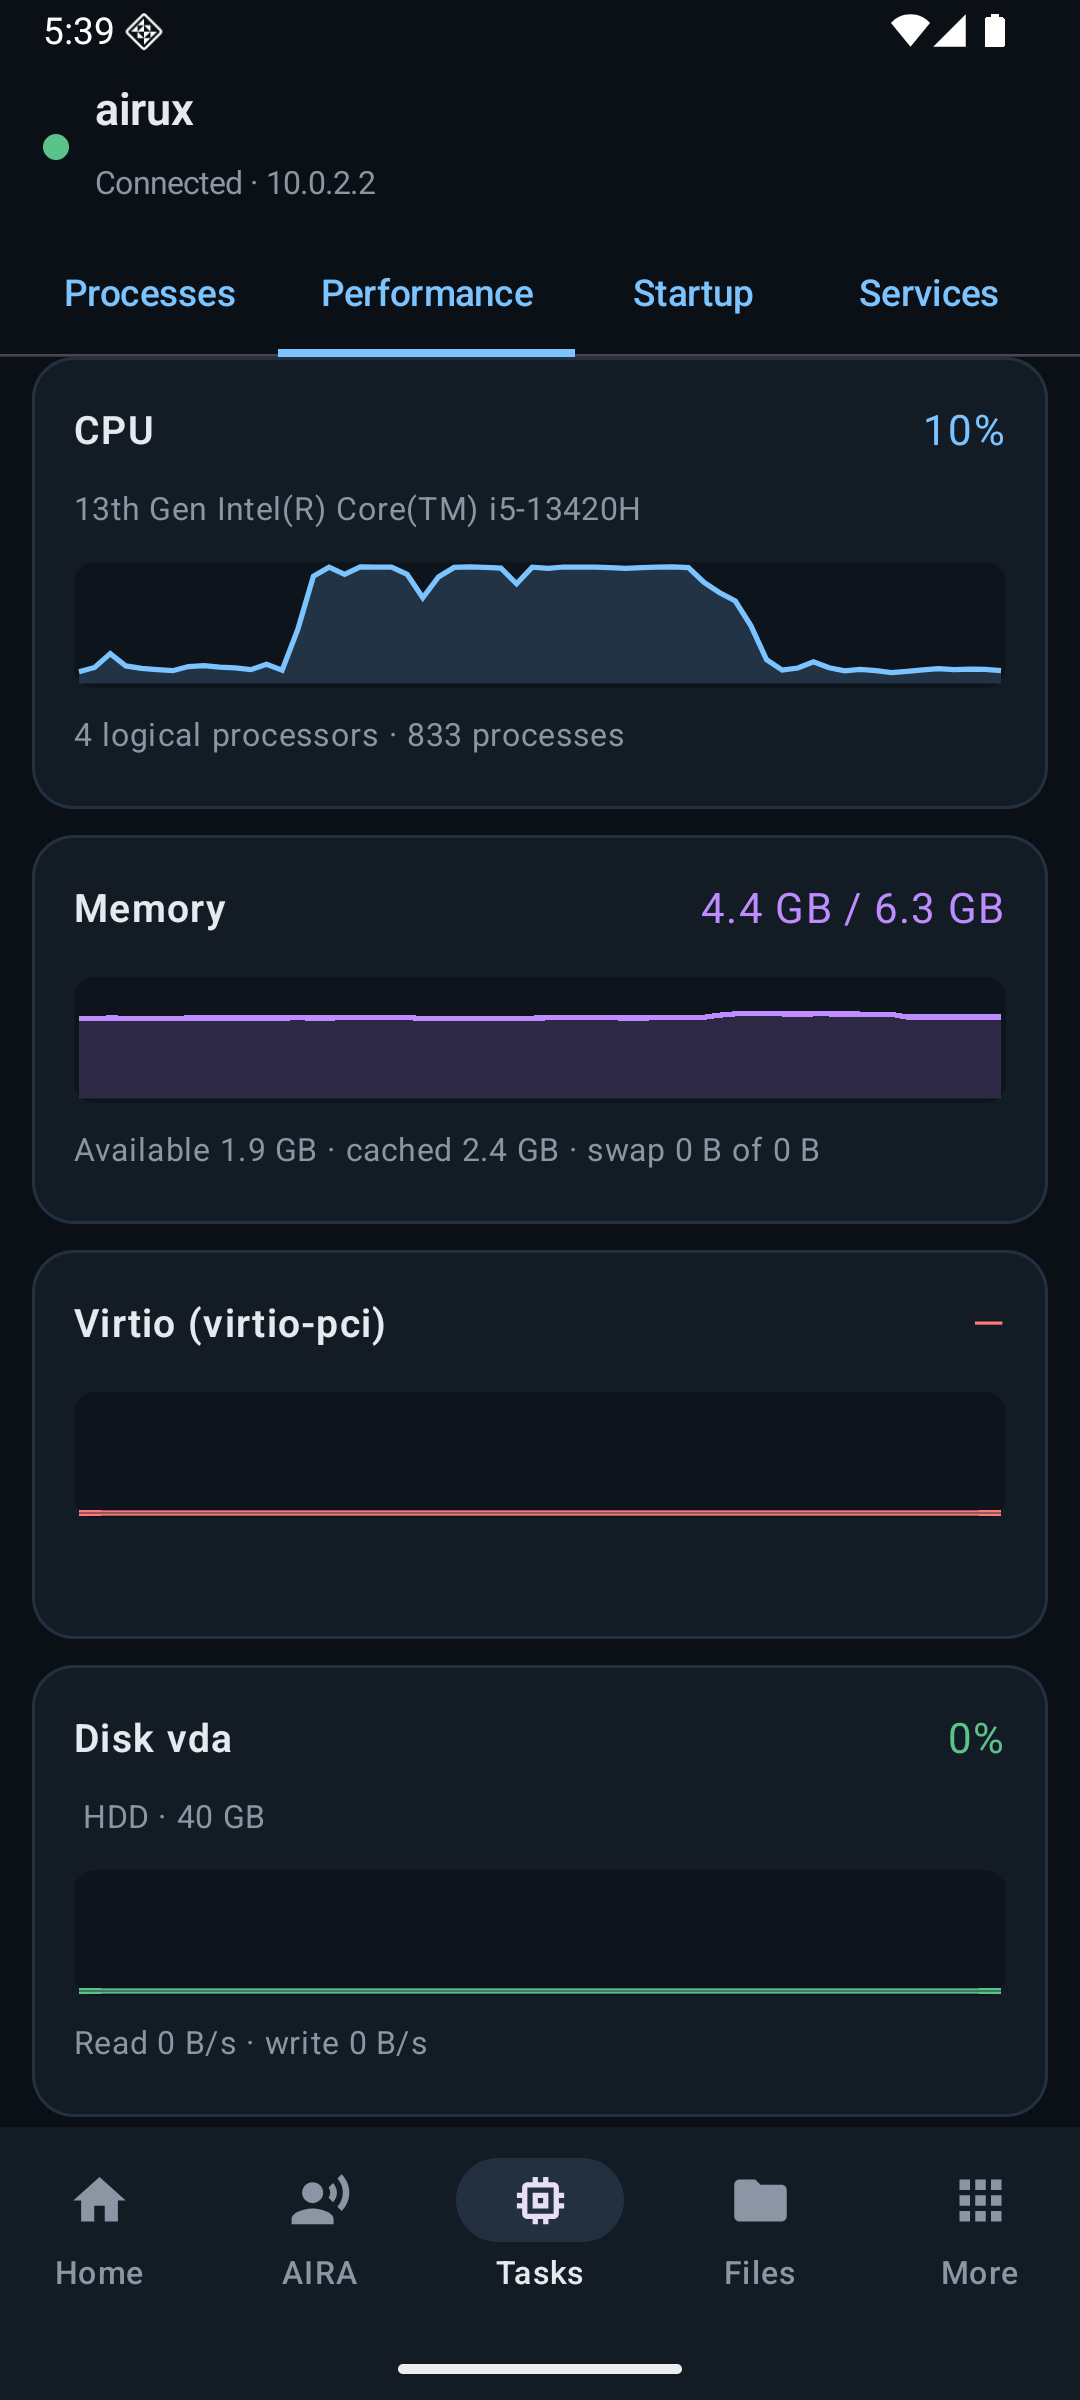 5:39
airux
Connected · 10.0.2.2
Processes Performance Startup Services
CPU 10%
13th Gen Intel(R) Core(TM) i5-13420H
4 logical processors · 833 processes
Memory 4.4 GB / 6.3 GB
Available 1.9 GB · cached 2.4 GB · swap 0 B of 0 B
Virtio (virtio-pci) —
Disk vda 0%
HDD · 40 GB
Read 0 B/s · write 0 B/s
Home AIRA Tasks Files More